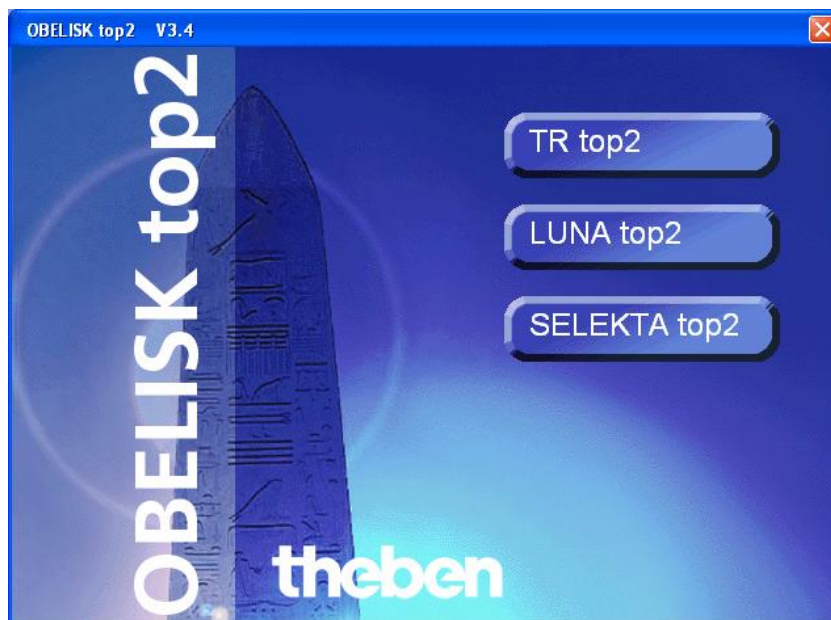 OBELISK top2 V3.4
OBELISK top2
TR top2
LUNA top2
SELEKTA top2
theben